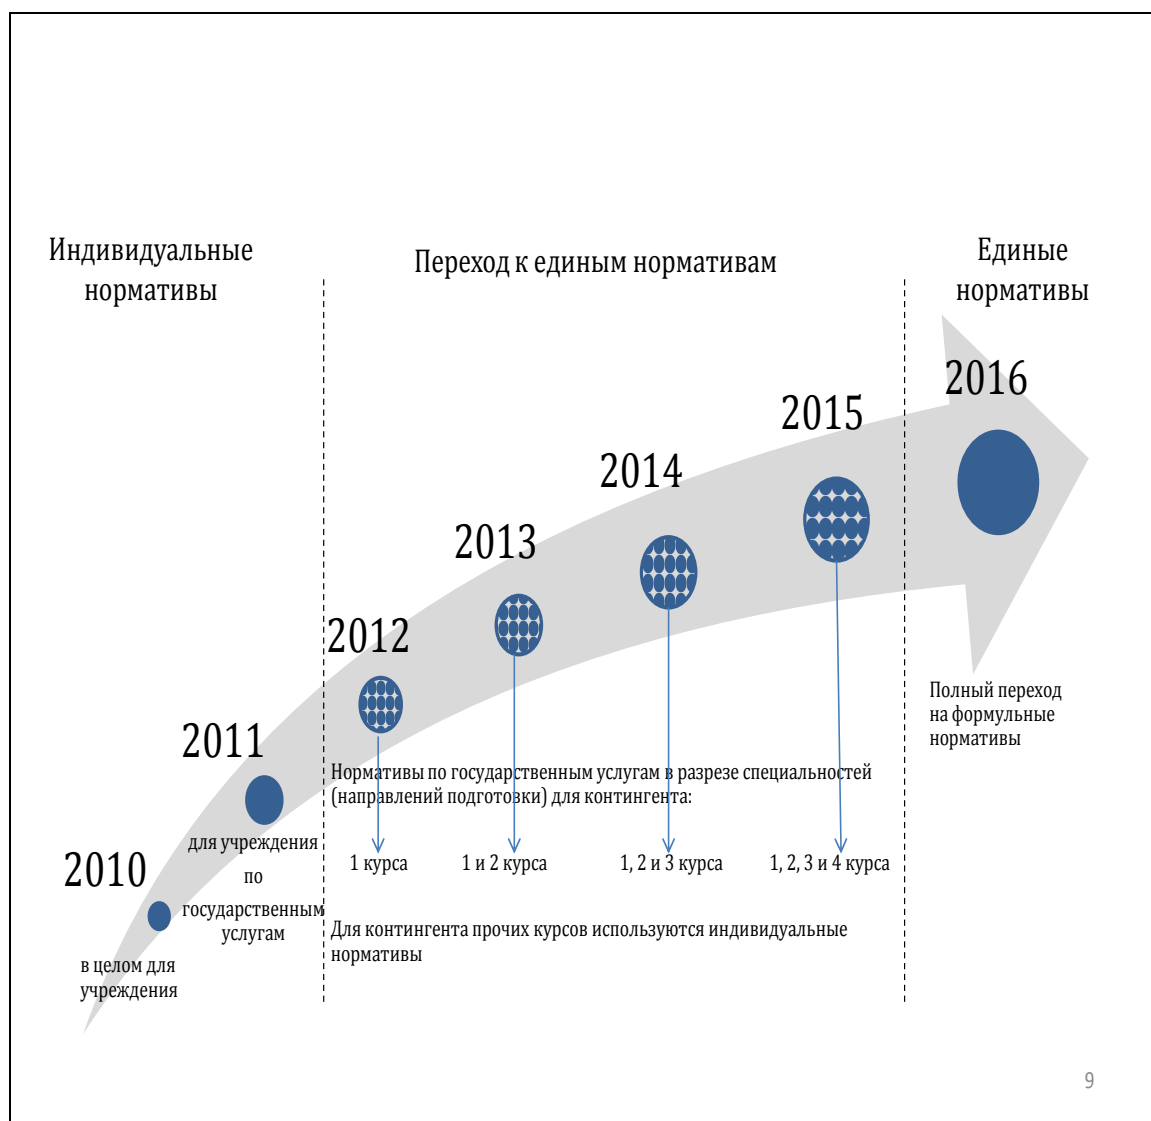 Индивидуальные
нормативы
Переход к единым нормативам
Единые
нормативы
2010
2011
2012
2013
2014
2015
2016
в целом для
учреждения
для учреждения
по
государственным
услугам
Нормативы по государственным услугам в разрезе специальностей
(направлений подготовки) для контингента:
1 курса
1 и 2 курса
1, 2 и 3 курса
1, 2, 3 и 4 курса
Для контингента прочих курсов используются индивидуальные
нормативы
Полный переход
на формульные
нормативы
9